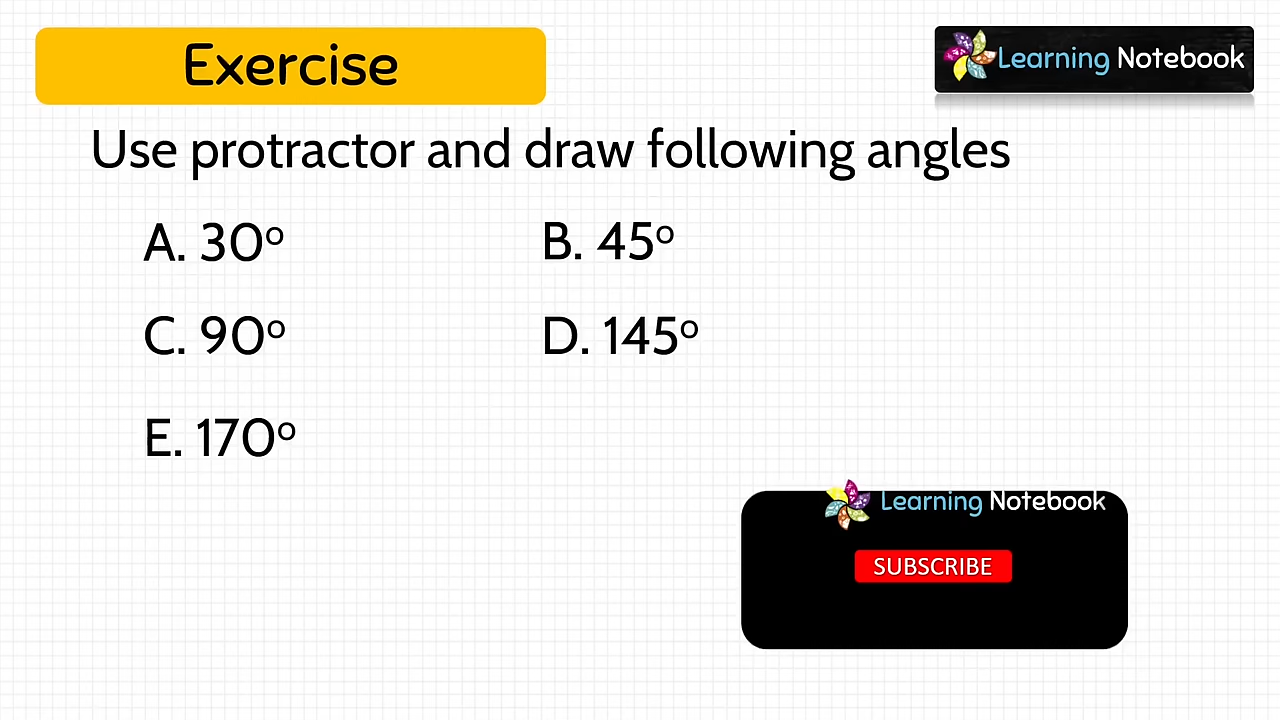 Exercise
Learning Notebook
Use protractor and draw following angles
A. 30º
B. 45º
C. 90º
D. 145º
E. 170º
Learning Notebook
SUBSCRIBE